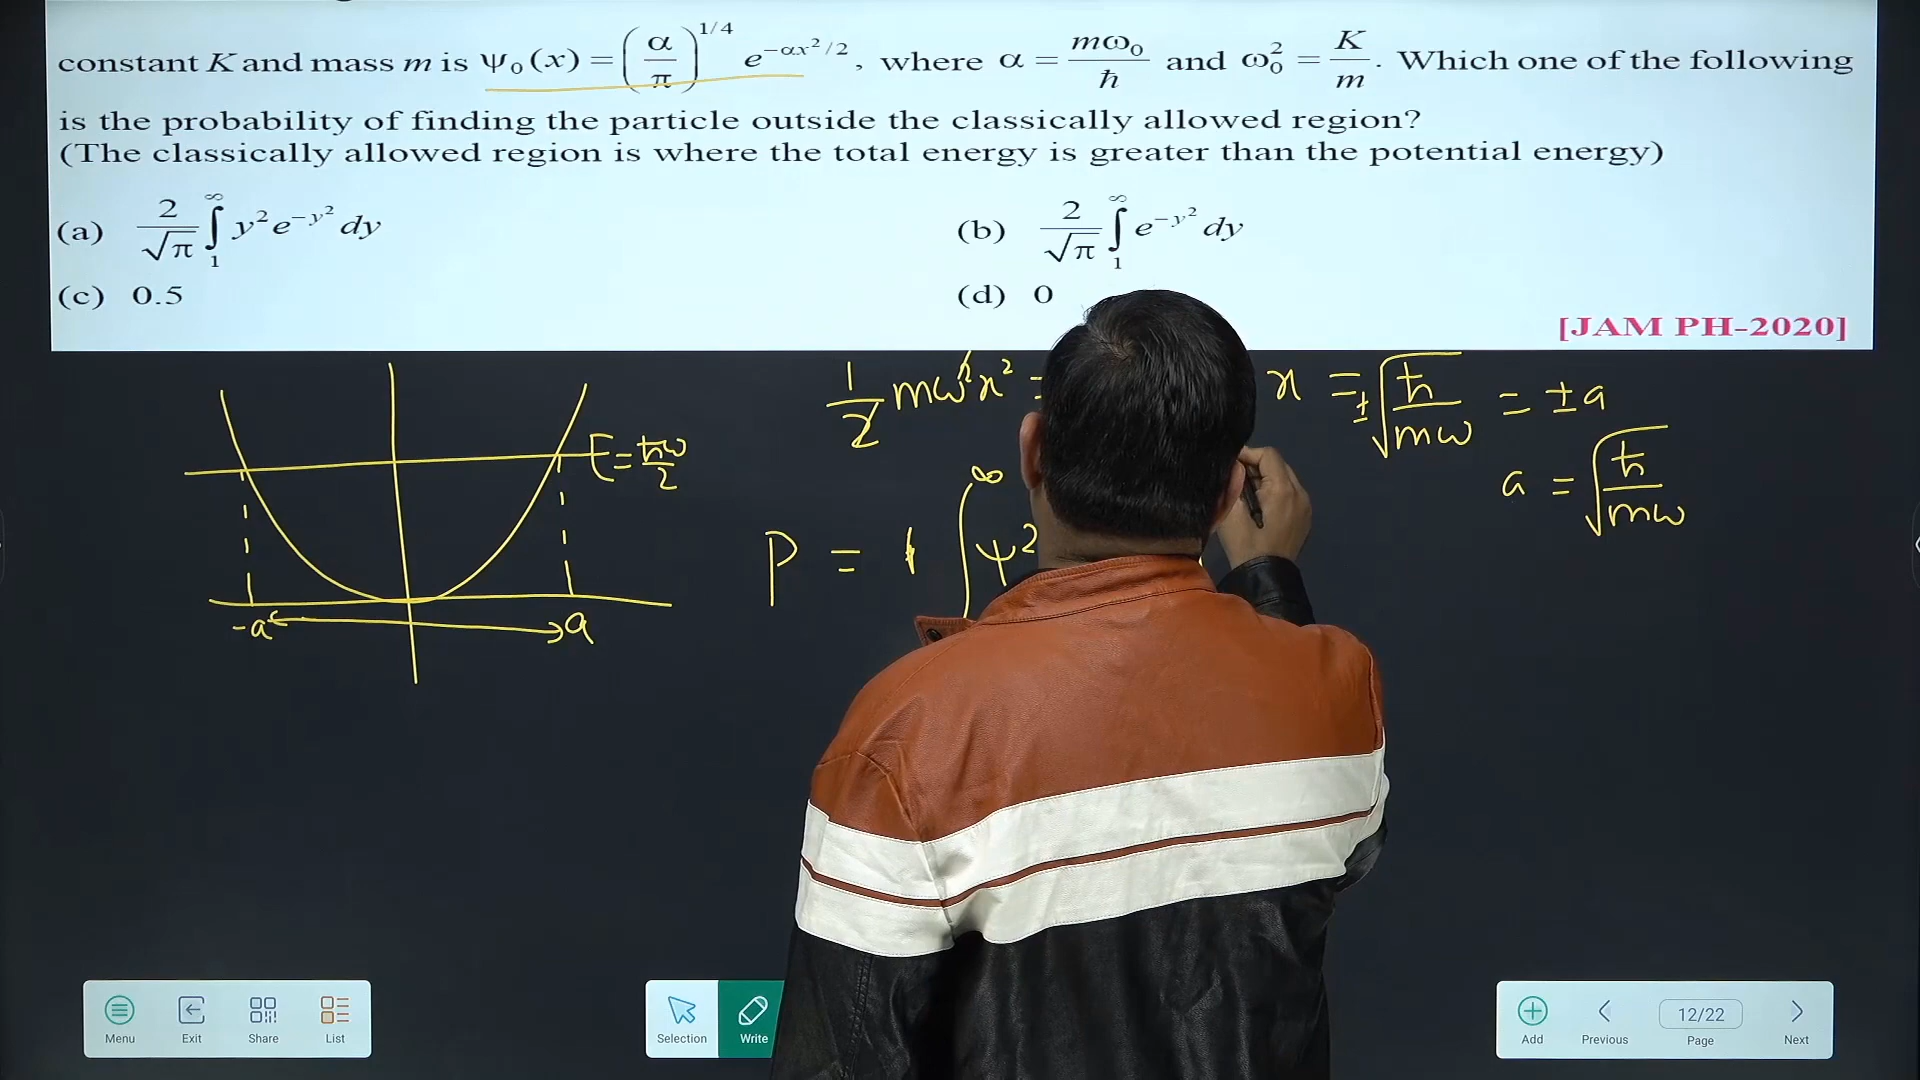 constant K and mass m is ψ₀(x) = (α/π)^1/4 e^−αx²/2, where α = mω₀/ℏ and ω₀² = K/m. Which one of the following
is the probability of finding the particle outside the classically allowed region?
(The classically allowed region is where the total energy is greater than the potential energy)
(a) 2/√π ∫₁^∞ y²e^−y² dy (b) 2/√π ∫₁^∞ e^−y² dy
(c) 0.5 (d) 0
[JAM PH-2020]
1/2 mω²x² = x = ±√(ℏ/mω) = ±a
E = ℏω/2
a = √(ℏ/mω)
P = ∫^∞ ψ²
-a a
Menu Exit Share List Selection Write Add Previous 12/22 Page Next